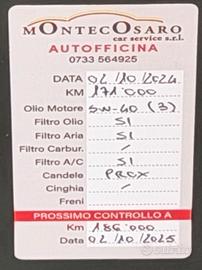 MONTECOSARO
car service s.r.l.
AUTOFFICINA
0733 564925
DATA 02/10/2024
KM 171'000
Olio Motore 5W-40 (3)
Filtro Olio SI
Filtro Aria SI
Filtro Carbur. /
Filtro A/C SI
Candele PROX
Cinghia /
Freni
PROSSIMO CONTROLLO A
Km 186'000
Data 02/10/2025